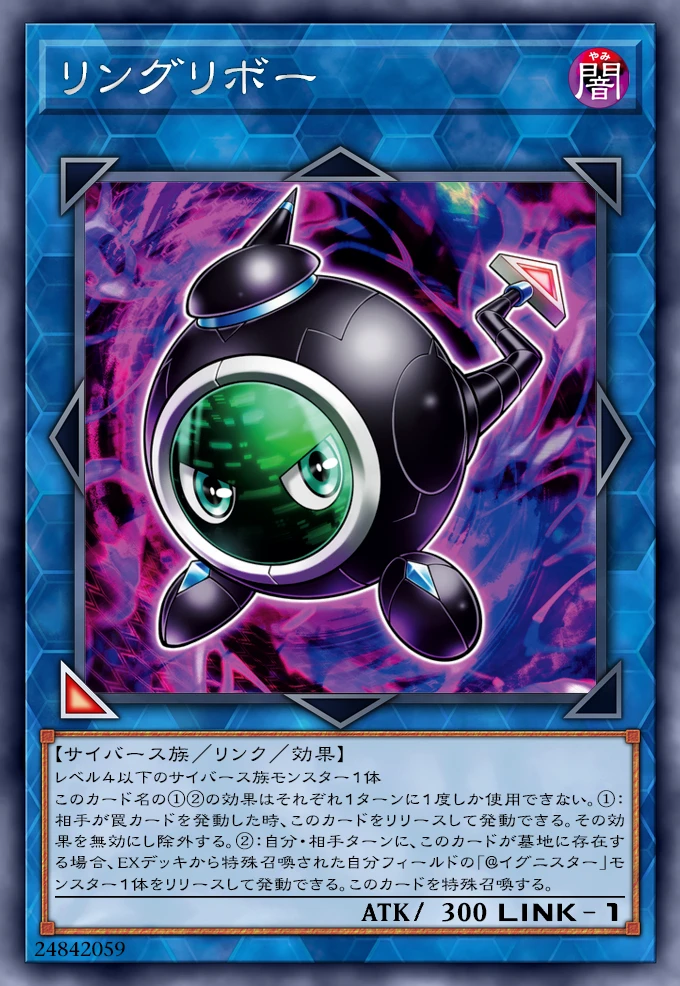 リングリボー
やみ
闇
【サイバース族／リンク／効果】
レベル４以下のサイバース族モンスター１体
このカード名の①②の効果はそれぞれ１ターンに１度しか使用できない。①：
相手が罠カードを発動した時、このカードをリリースして発動できる。その効
果を無効にし除外する。②：自分・相手ターンに、このカードが墓地に存在す
る場合、EXデッキから特殊召喚された自分フィールドの「@イグニスター」モ
ンスター１体をリリースして発動できる。このカードを特殊召喚する。
ATK/ 300 LINK-1
24842059